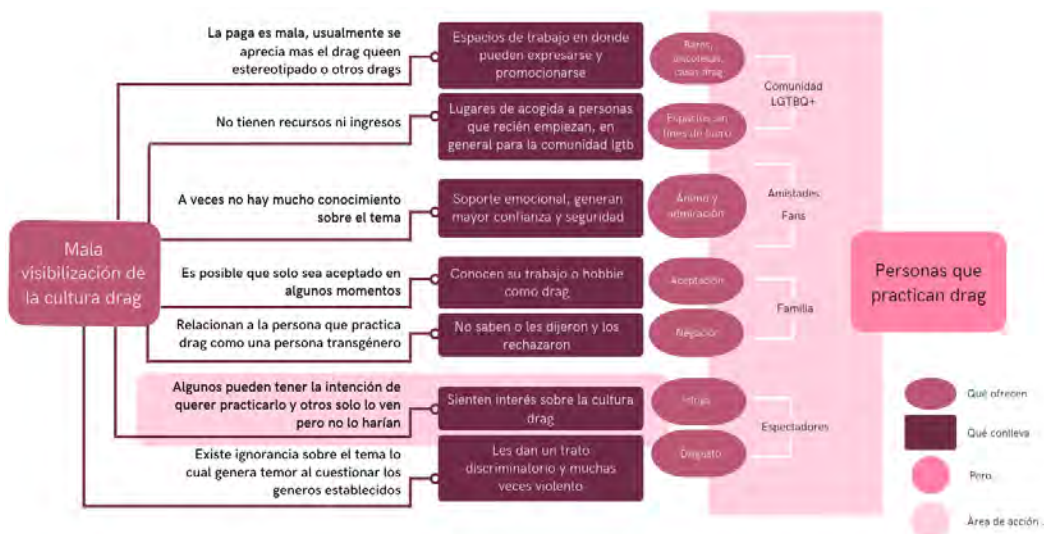 La paga es mala, usualmente se
aprecia mas el drag queen
estereotipado o otros drags
Espacios de trabajo en donde
pueden expresarse y
promocionarse
Bares,
discotecas,
casas drag
Comunidad
LGTBQ+
No tienen recursos ni ingresos
Lugares de acogida a personas
que recién empiezan, en
general para la comunidad lgtb
Espacios sin
fines de lucro
A veces no hay mucho conocimiento
sobre el tema
Soporte emocional, generan
mayor confianza y seguridad
Ánimo y
admiración
Amistades
Fans
Mala
visibilización de
la cultura drag
Es posible que solo sea aceptado en
algunos momentos
Conocen su trabajo o hobbie
como drag
Aceptación
Familia
Personas que
practican drag
Relacionan a la persona que practica
drag como una persona transgénero
No saben o les dijeron y los
rechazaron
Negación
Algunos pueden tener la intención de
querer practicarlo y otros solo lo ven
pero no lo harían
Sienten interés sobre la cultura
drag
Espectadores
Existe ignorancia sobre el tema lo
cual genera temor al cuestionar los
generos establecidos
Les dan un trato
discriminatorio y muchas
veces violento
Disgusto
Qué ofrecen
Qué conlleva
Pero
Área de acción